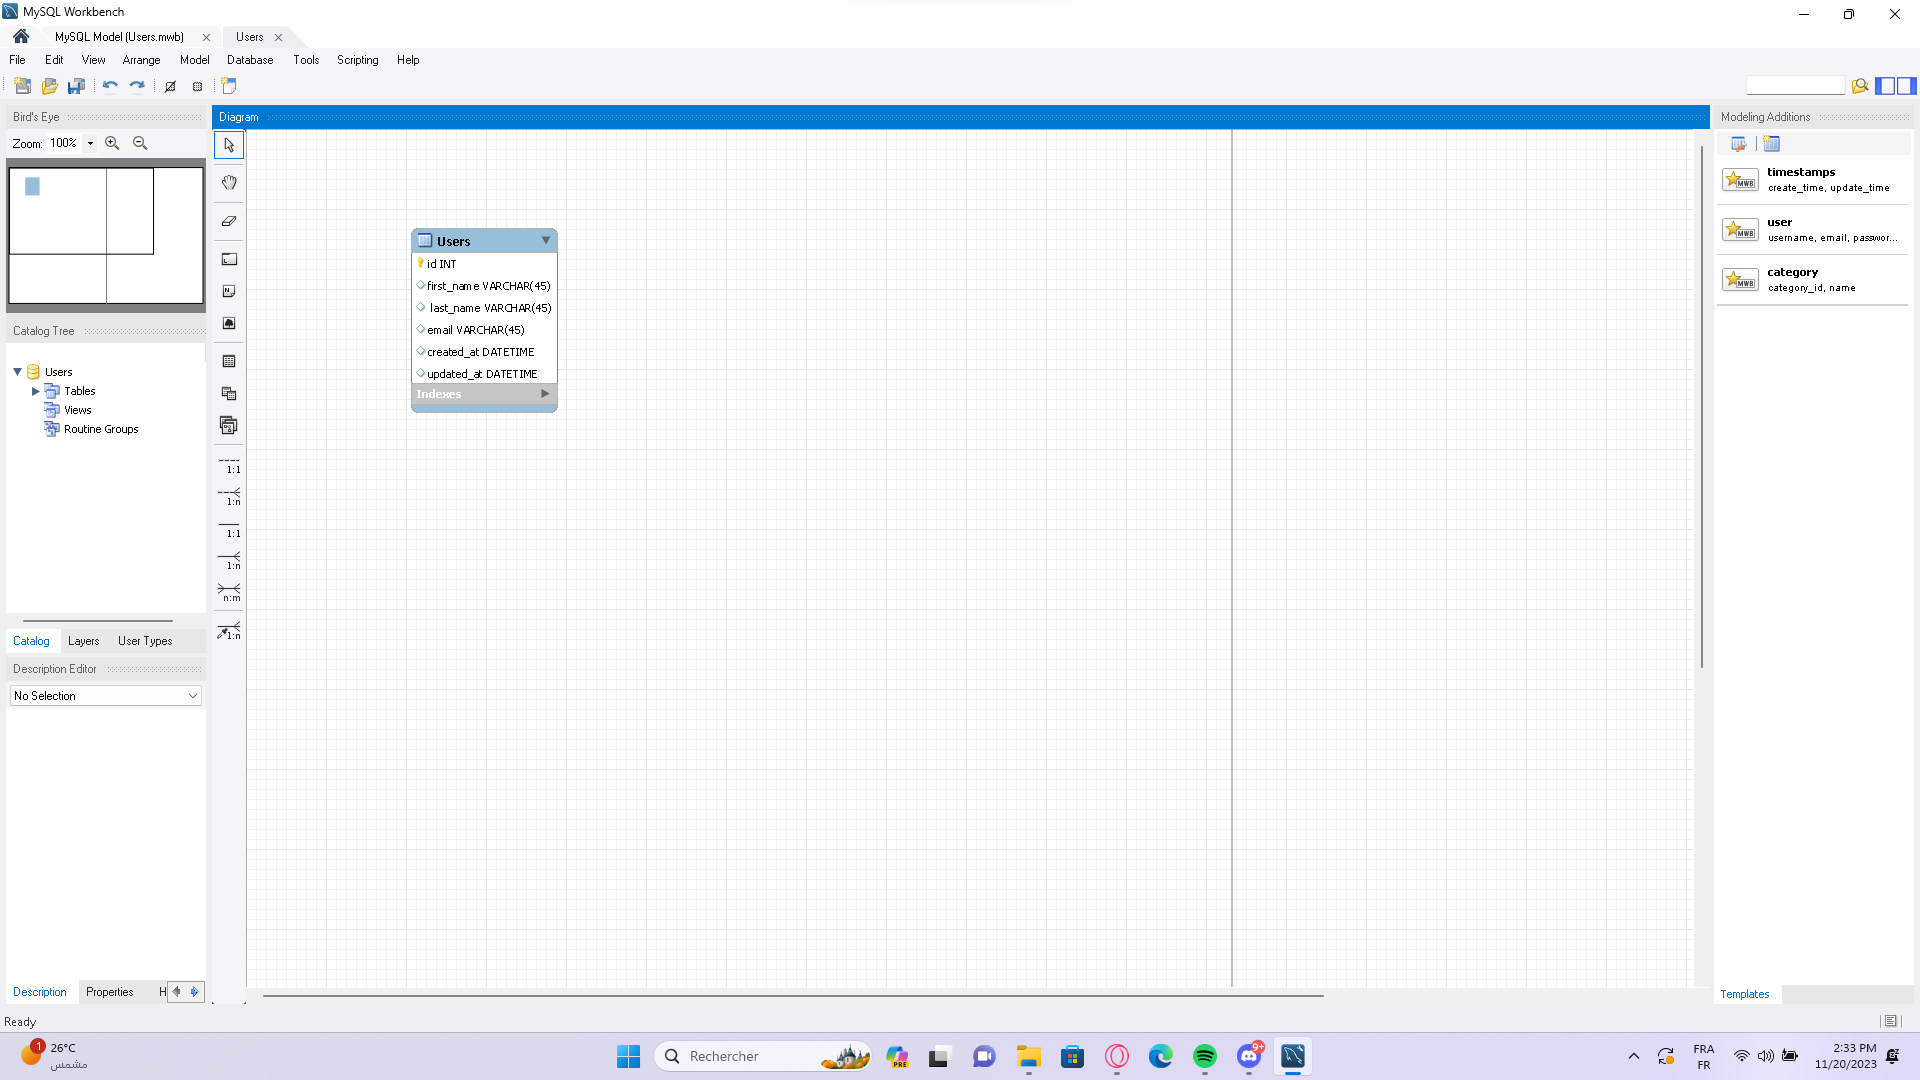 MySQL Workbench
MySQL Model (Users.mwb)
Users
File Edit View Arrange Model Database Tools Scripting Help
Bird's Eye
Diagram
Modeling Additions
Zoom: 100%
timestamps
create_time, update_time
user
username, email, passwor...
category
category_id, name
Users
id INT
first_name VARCHAR(45)
last_name VARCHAR(45)
email VARCHAR(45)
created_at DATETIME
updated_at DATETIME
Indexes
Catalog Tree
Users
Tables
Views
Routine Groups
1:1
1:n
1:1
1:n
n:m
1:n
Catalog Layers User Types
Description Editor
No Selection
Description Properties H
Templates
Ready
1
26°C
مشمس
Rechercher
PRE
9+
FRA
FR
2:33 PM
11/20/2023